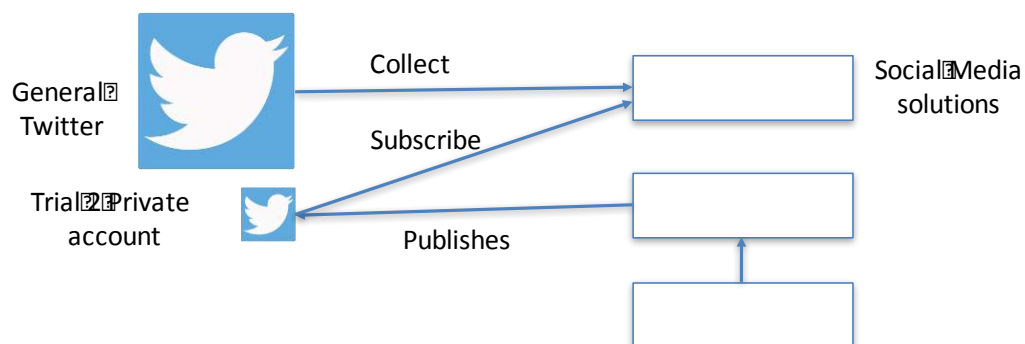 Collect
General
Twitter
Social Media
solutions
Subscribe
Trial 2 Private
account
Publishes